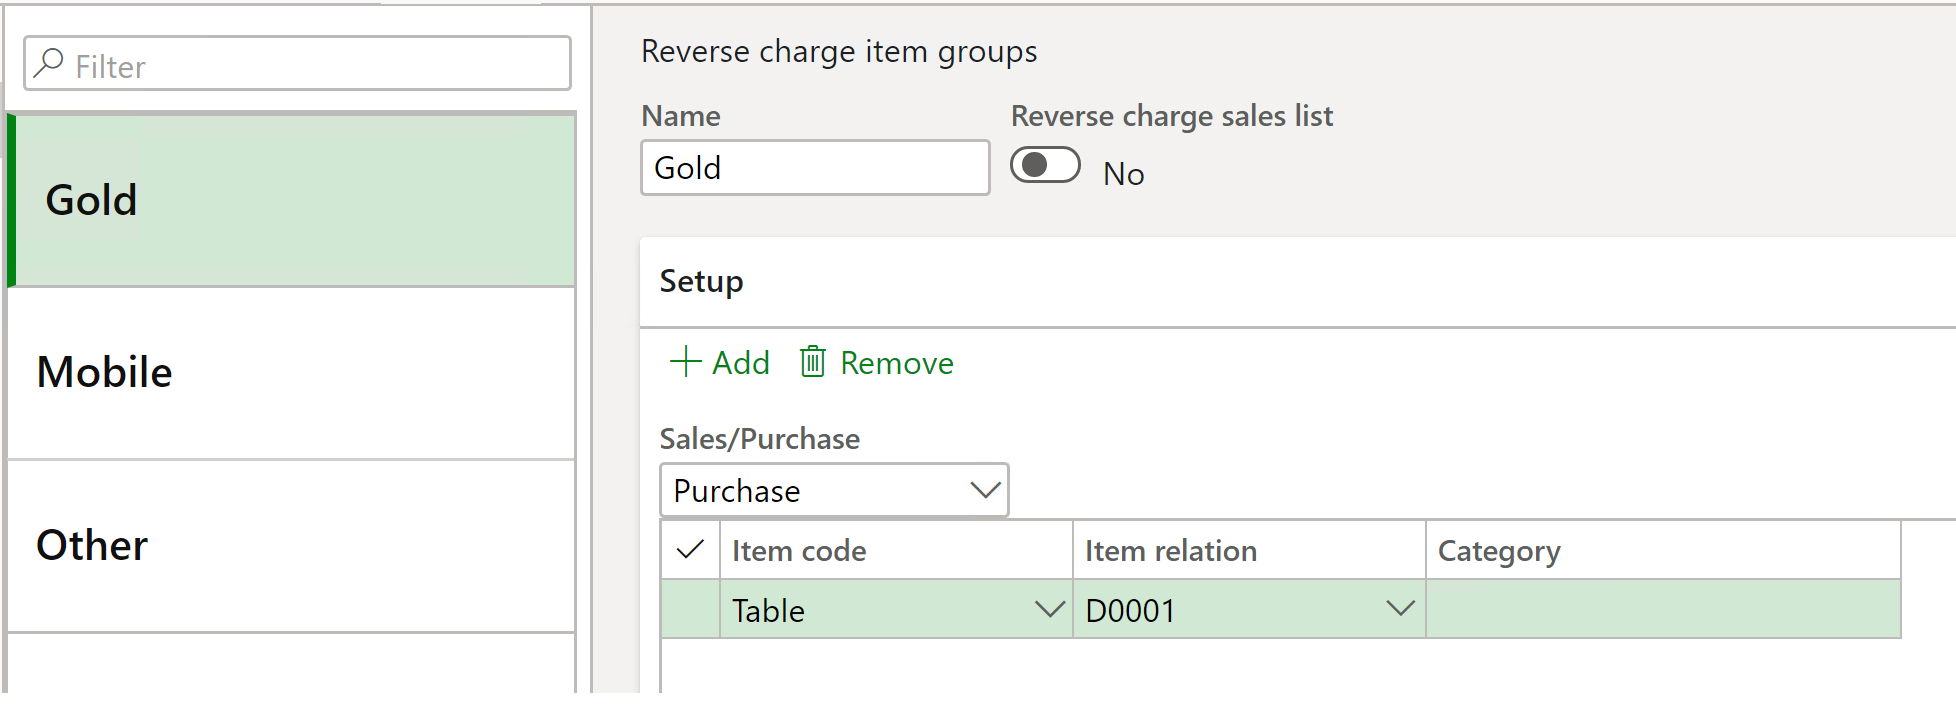 Filter
Gold
Mobile
Other
Reverse charge item groups
Name
Reverse charge sales list
Gold
No
Setup
Add
Remove
Sales/Purchase
Purchase
Item code
Item relation
Category
Table
D0001